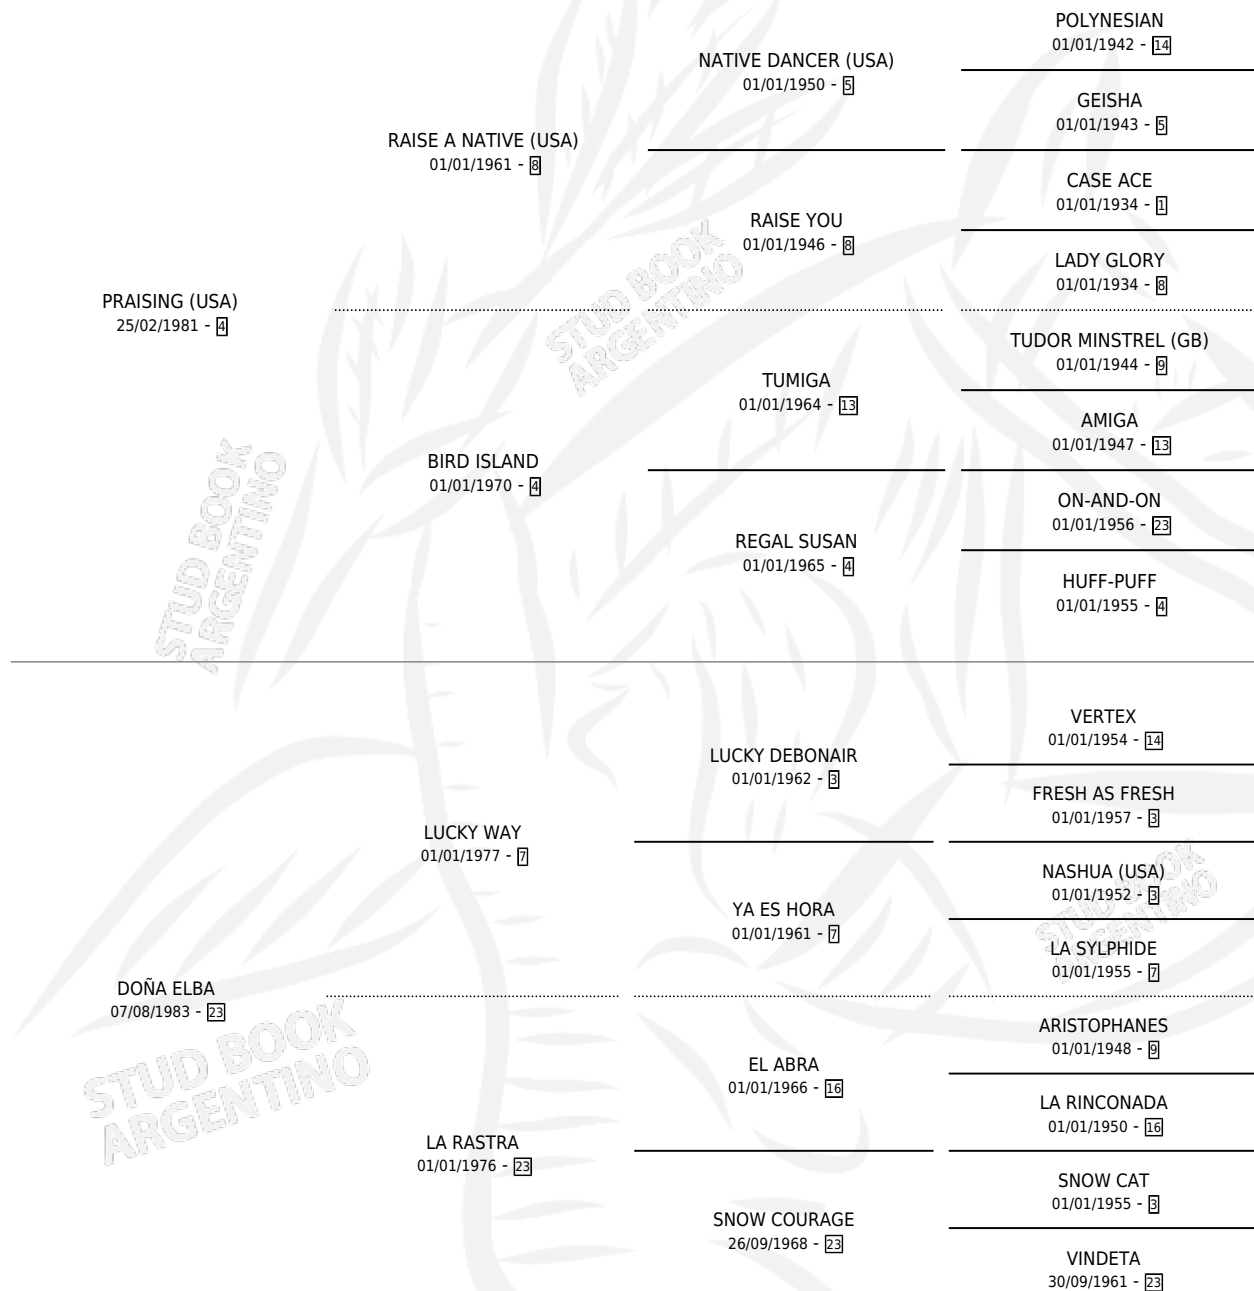 POLYNESIAN
01/01/1942 - 14
NATIVE DANCER (USA)
01/01/1950 - 5
GEISHA
01/01/1943 - 5
RAISE A NATIVE (USA)
01/01/1961 - 8
CASE ACE
01/01/1934 - 1
RAISE YOU
01/01/1946 - 8
LADY GLORY
01/01/1934 - 8
PRAISING (USA)
25/02/1981 - 4
STUD BOOK
ARGENTINO
TUDOR MINSTREL (GB)
01/01/1944 - 9
TUMIGA
01/01/1964 - 13
AMIGA
01/01/1947 - 13
BIRD ISLAND
01/01/1970 - 4
ON-AND-ON
01/01/1956 - 23
REGAL SUSAN
01/01/1965 - 4
HUFF-PUFF
01/01/1955 - 4
STUD BOOK
ARGENTINO
VERTEX
01/01/1954 - 14
LUCKY DEBONAIR
01/01/1962 - 3
FRESH AS FRESH
01/01/1957 - 3
LUCKY WAY
01/01/1977 - 7
NASHUA (USA)
01/01/1952 - 3
YA ES HORA
01/01/1961 - 7
STUD BOOK
ARGENTINO
LA SYLPHIDE
01/01/1955 - 7
DOÑA ELBA
07/08/1983 - 23
STUD BOOK
ARGENTINO
ARISTOPHANES
01/01/1948 - 9
EL ABRA
01/01/1966 - 16
LA RINCONADA
01/01/1950 - 16
LA RASTRA
01/01/1976 - 23
SNOW CAT
01/01/1955 - 3
SNOW COURAGE
26/09/1968 - 23
VINDETA
30/09/1961 - 23